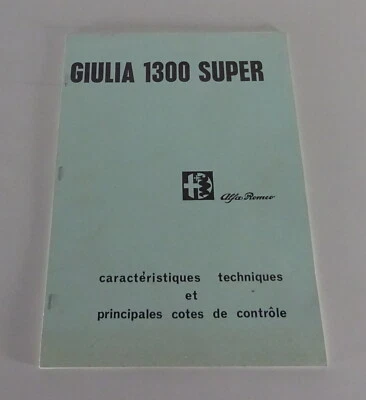 GIULIA 1300 SUPER
Alfa Romeo
caractéristiques techniques
et
principales cotes de contrôle